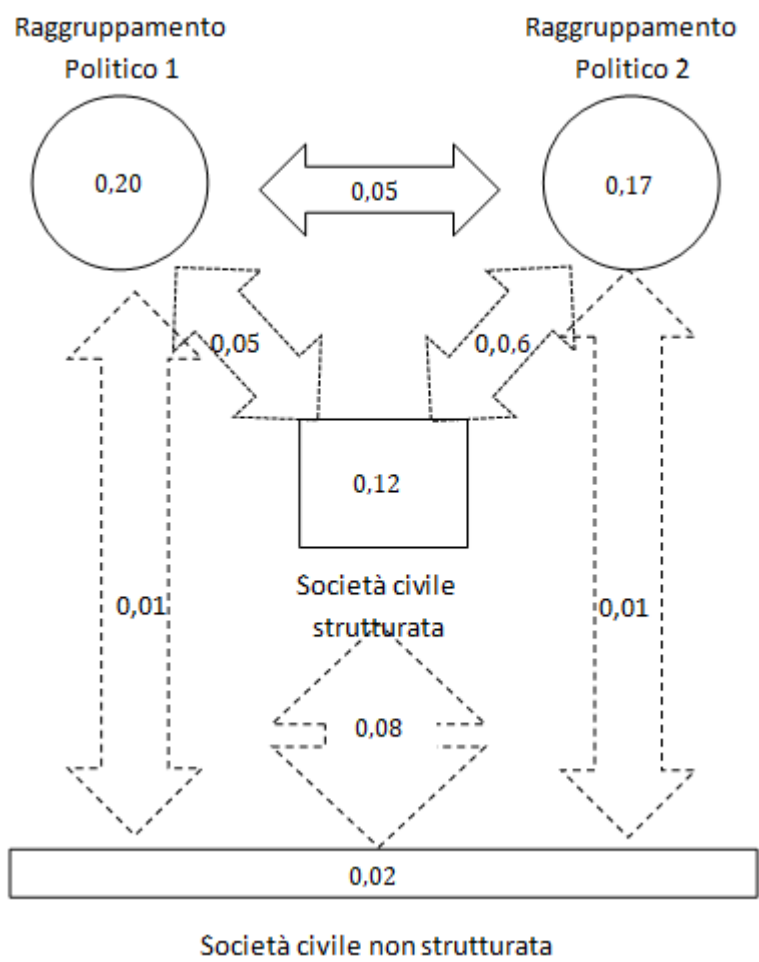 Raggruppamento
Politico 1
Raggruppamento
Politico 2
0,20
0,05
0,17
0,05
0,0,6
0,12
Società civile
strutturata
0,01
0,01
0,08
0,02
Società civile non strutturata